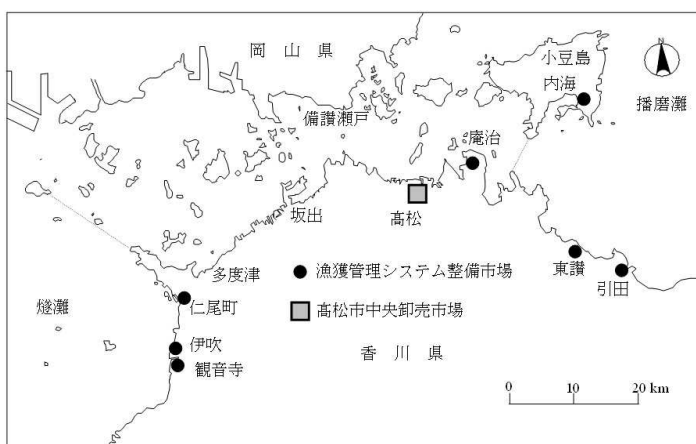 岡 山 県
N
小豆島
内海
播磨灘
備讃瀬戸
庵治
坂出
髙松
多度津
漁獲管理システム整備市場
東讃
引田
燧灘
仁尾町
髙松市中央卸売市場
伊吹
観音寺
香 川 県
0 10 20 km